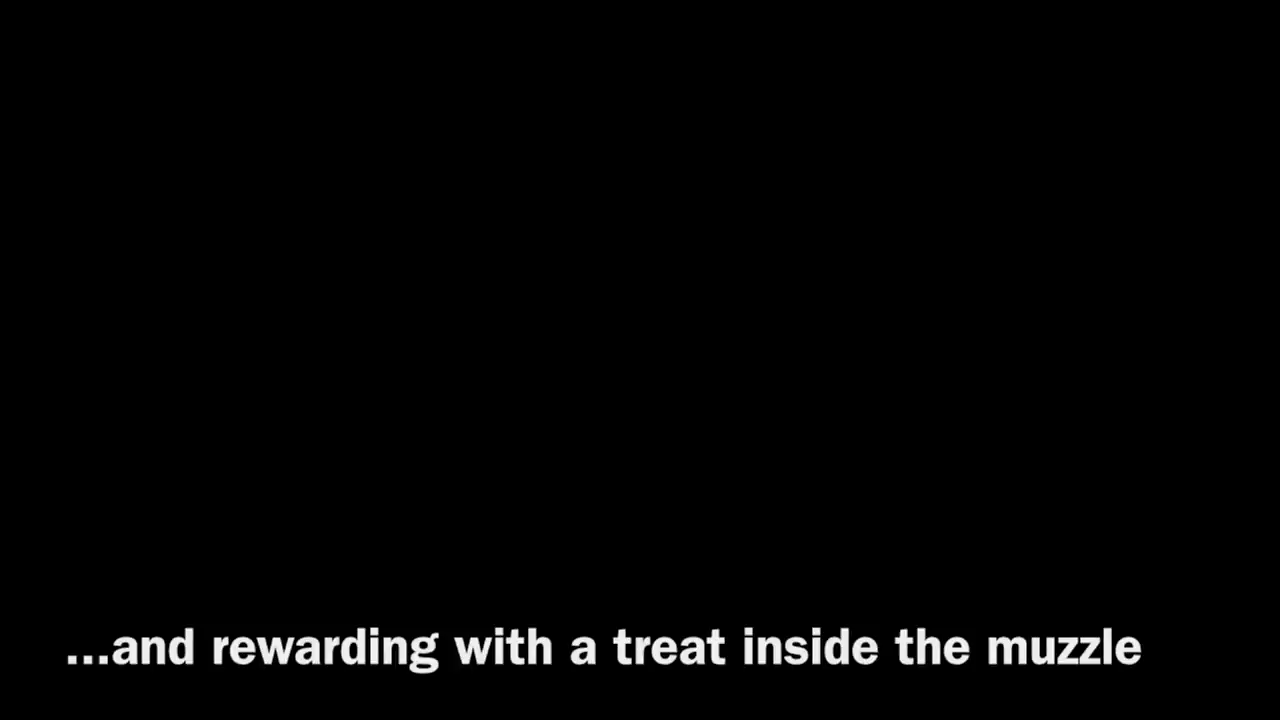 ...and rewarding with a treat inside the muzzle